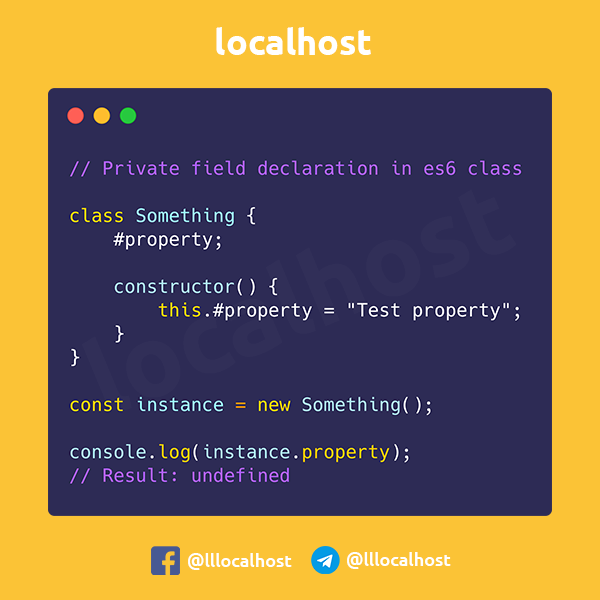 localhost
// Private field declaration in es6 class
class Something {
    #property;
    constructor() {
        this.#property = "Test property";
    }
}
const instance = new Something();
console.log(instance.property);
// Result: undefined
localhost
@lllocalhost @lllocalhost